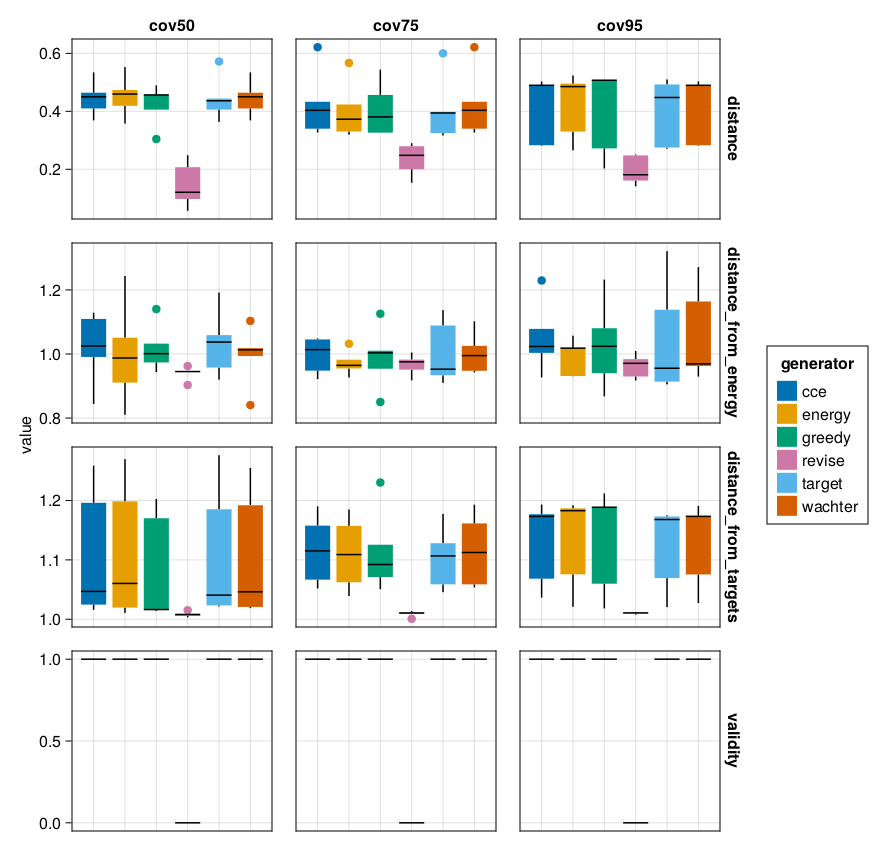 cov50
cov75
cov95
0.6
0.4
0.2
distance
1.2
1.0
0.8
distance_from_energy
value
1.2
1.1
1.0
distance_from_targets
1.0
0.5
0.0
validity
generator
cce
energy
greedy
revise
target
wachter